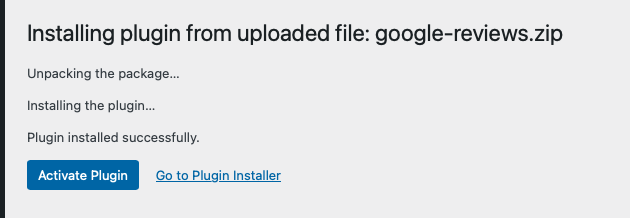 Installing plugin from uploaded file: google-reviews.zip
Unpacking the package...
Installing the plugin...
Plugin installed successfully.
Activate Plugin Go to Plugin Installer